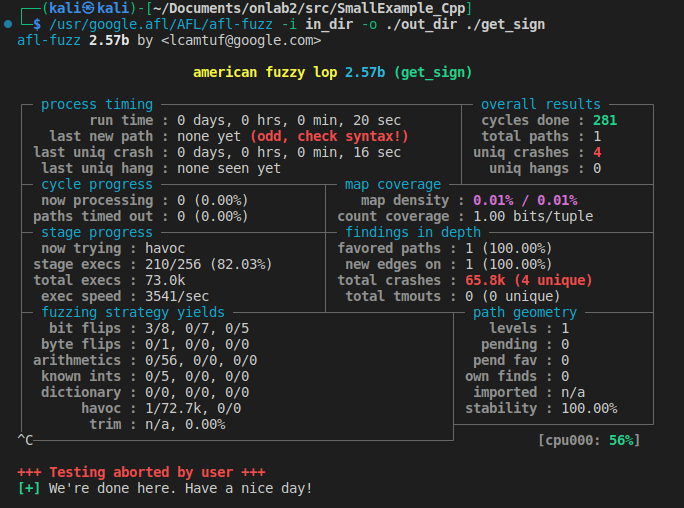 (kali㉿kali)-[~/Documents/onlab2/src/SmallExample_Cpp]
$ /usr/google.afl/AFL/afl-fuzz -i in_dir -o ./out_dir ./get_sign
afl-fuzz 2.57b by <lcamtuf@google.com>
american fuzzy lop 2.57b (get_sign)
process timing overall results
run time : 0 days, 0 hrs, 0 min, 20 sec cycles done : 281
last new path : none yet (odd, check syntax!) total paths : 1
last uniq crash : 0 days, 0 hrs, 0 min, 16 sec uniq crashes : 4
last uniq hang : none seen yet uniq hangs : 0
cycle progress map coverage
now processing : 0 (0.00%) map density : 0.01% / 0.01%
paths timed out : 0 (0.00%) count coverage : 1.00 bits/tuple
stage progress findings in depth
now trying : havoc favored paths : 1 (100.00%)
stage execs : 210/256 (82.03%) new edges on : 1 (100.00%)
total execs : 73.0k total crashes : 65.8k (4 unique)
exec speed : 3541/sec total tmouts : 0 (0 unique)
fuzzing strategy yields path geometry
bit flips : 3/8, 0/7, 0/5 levels : 1
byte flips : 0/1, 0/0, 0/0 pending : 0
arithmetics : 0/56, 0/0, 0/0 pend fav : 0
known ints : 0/5, 0/0, 0/0 own finds : 0
dictionary : 0/0, 0/0, 0/0 imported : n/a
havoc : 1/72.7k, 0/0 stability : 100.00%
trim : n/a, 0.00%
^C [cpu000: 56%]
+++ Testing aborted by user +++
[+] We're done here. Have a nice day!